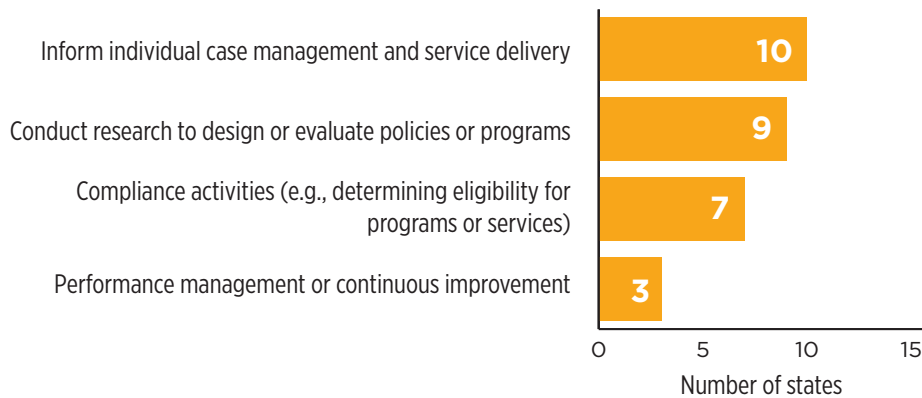 Inform individual case management and service delivery
10
Conduct research to design or evaluate policies or programs
9
Compliance activities (e.g., determining eligibility for
programs or services)
7
Performance management or continuous improvement
3
0 5 10 15
Number of states